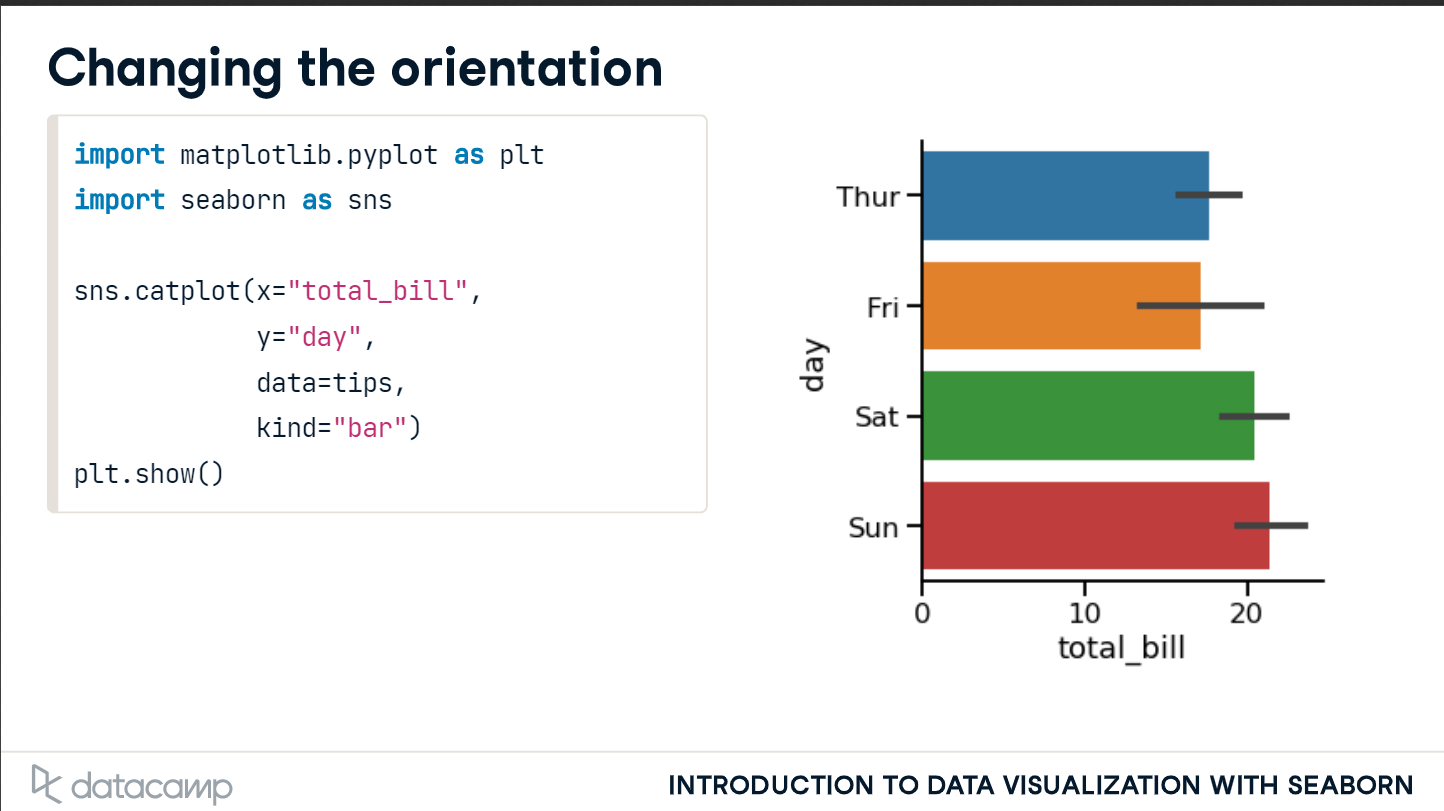 Changing the orientation
import matplotlib.pyplot as plt
import seaborn as sns
sns.catplot(x="total_bill",
            y="day",
            data=tips,
            kind="bar")
plt.show()
Thur
Fri
Sat
Sun
day
0 10 20
total_bill
datacamp
INTRODUCTION TO DATA VISUALIZATION WITH SEABORN